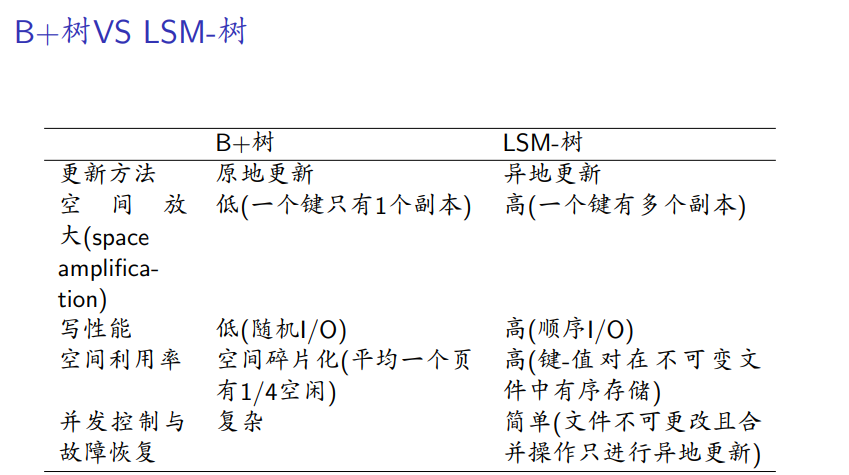 B+树VS LSM-树
B+树 LSM-树
更新方法 原地更新 异地更新
空间放 低(一个键只有1个副本) 高(一个键有多个副本)
大(space
amplifica-
tion)
写性能 低(随机I/O) 高(顺序I/O)
空间利用率 空间碎片化(平均一个页 高(键-值对在不可变文
有1/4空闲) 件中有序存储)
并发控制与 复杂 简单(文件不可更改且合
故障恢复 并操作只进行异地更新)